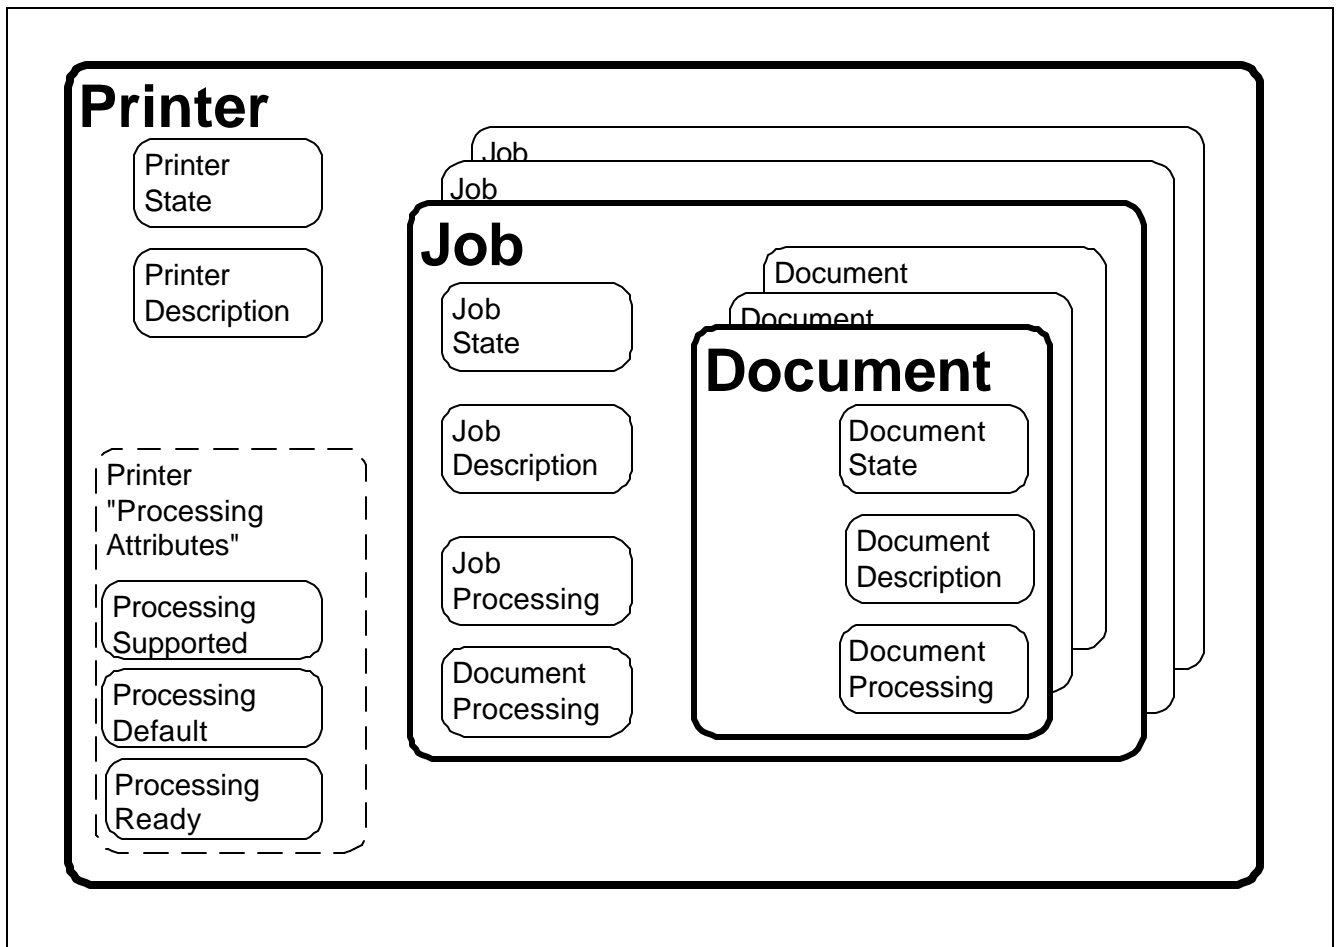 Printer
Printer
State
Printer
Description
Printer
"Processing
Attributes"
Processing
Supported
Processing
Default
Processing
Ready
Job
Job
Job
Job
State
Job
Description
Job
Processing
Document
Processing
Document
Document
Document
Document
State
Document
Description
Document
Processing